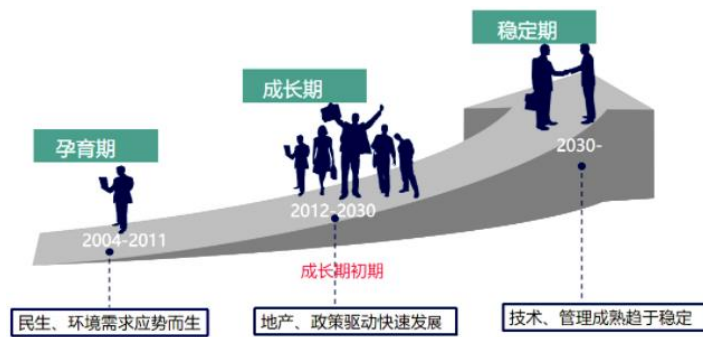 稳定期
成长期
孕育期
2030-
2012-2030
2004-2011
成长期初期
民生、环境需求应势而生
地产、政策驱动快速发展
技术、管理成熟趋于稳定